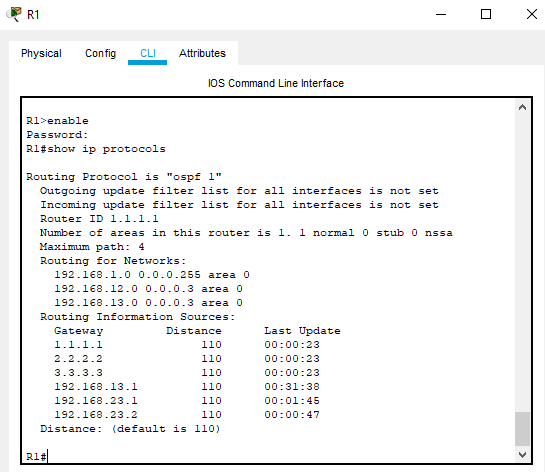 R1
Physical Config CLI Attributes
IOS Command Line Interface
R1>enable
Password:
R1#show ip protocols
Routing Protocol is "ospf 1"
Outgoing update filter list for all interfaces is not set
Incoming update filter list for all interfaces is not set
Router ID 1.1.1.1
Number of areas in this router is 1. 1 normal 0 stub 0 nssa
Maximum path: 4
Routing for Networks:
192.168.1.0 0.0.0.255 area 0
192.168.12.0 0.0.0.3 area 0
192.168.13.0 0.0.0.3 area 0
Routing Information Sources:
Gateway Distance Last Update
1.1.1.1 110 00:00:23
2.2.2.2 110 00:00:23
3.3.3.3 110 00:00:23
192.168.13.1 110 00:31:38
192.168.23.1 110 00:01:45
192.168.23.2 110 00:00:47
Distance: (default is 110)
R1#